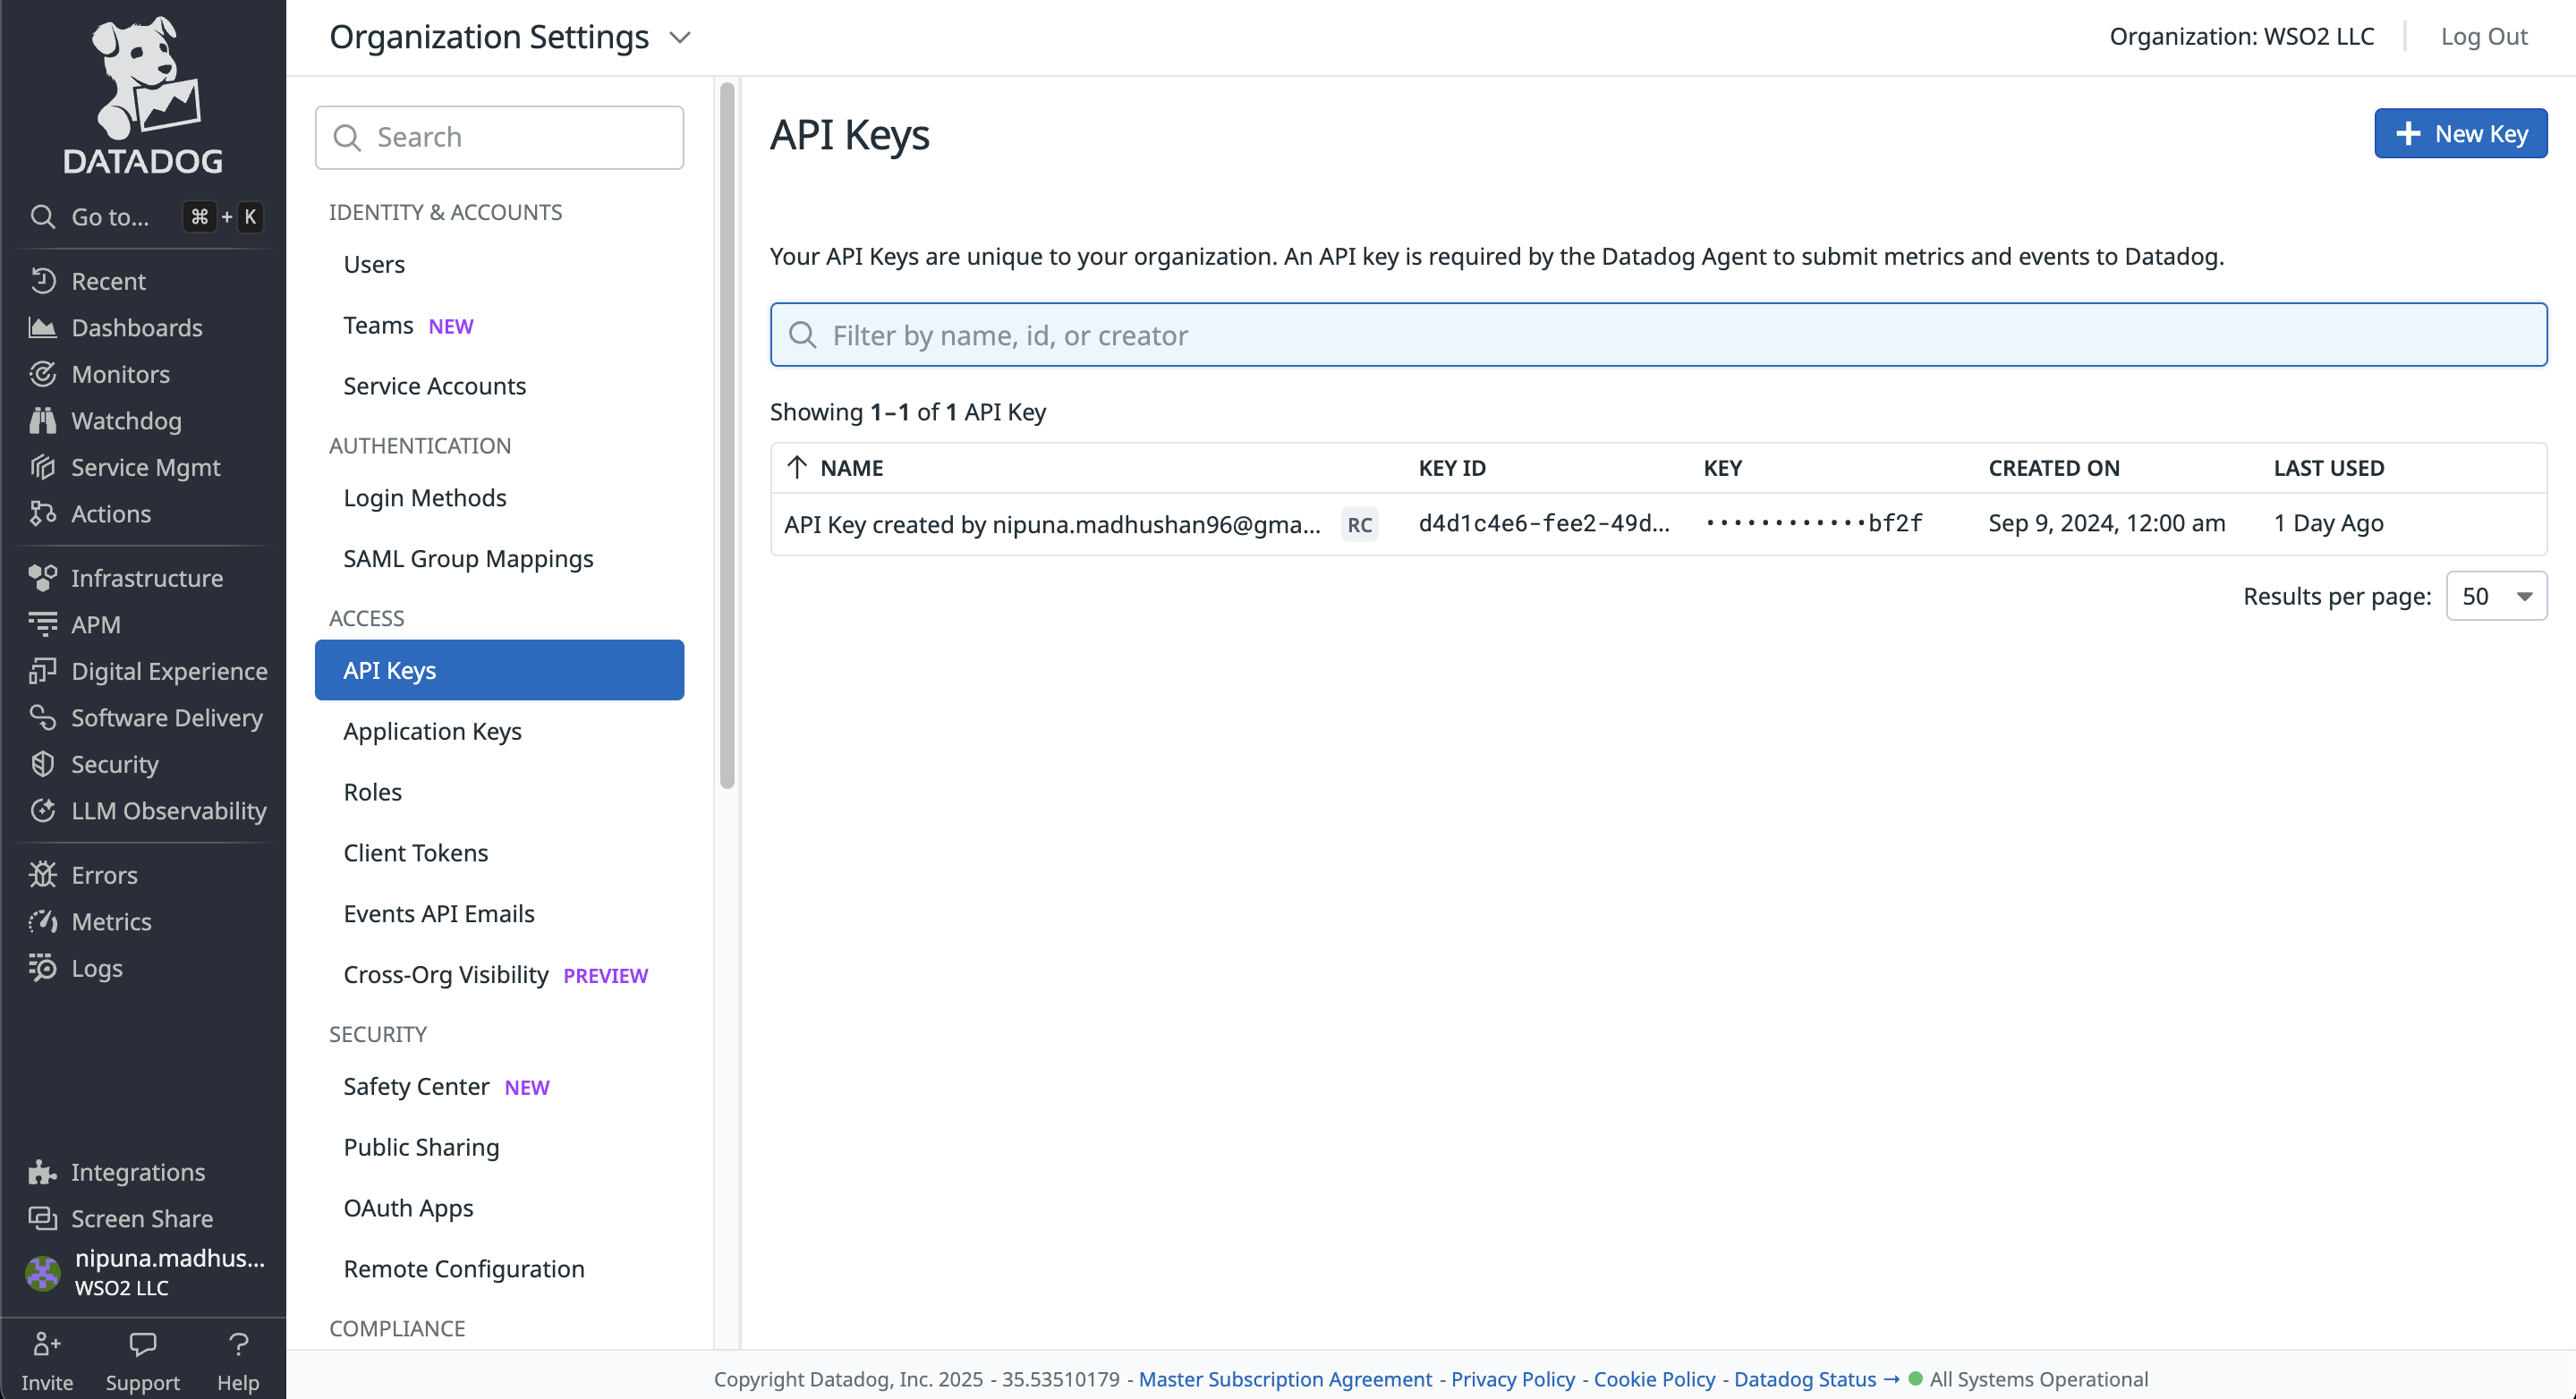 DATADOG
Go to... ⌘ + K
Recent
Dashboards
Monitors
Watchdog
Service Mgmt
Actions
Infrastructure
APM
Digital Experience
Software Delivery
Security
LLM Observability
Errors
Metrics
Logs
Integrations
Screen Share
nipuna.madhus...
WSO2 LLC
Invite
Support
Help
Organization Settings
Organization: WSO2 LLC
Log Out
Search
IDENTITY & ACCOUNTS
Users
Teams NEW
Service Accounts
AUTHENTICATION
Login Methods
SAML Group Mappings
ACCESS
API Keys
Application Keys
Roles
Client Tokens
Events API Emails
Cross-Org Visibility PREVIEW
SECURITY
Safety Center NEW
Public Sharing
OAuth Apps
Remote Configuration
COMPLIANCE
API Keys
+ New Key
Your API Keys are unique to your organization. An API key is required by the Datadog Agent to submit metrics and events to Datadog.
Filter by name, id, or creator
Showing 1–1 of 1 API Key
NAME KEY ID KEY CREATED ON LAST USED
API Key created by nipuna.madhushan96@gma... RC d4d1c4e6-fee2-49d... ••••••••••••bf2f Sep 9, 2024, 12:00 am 1 Day Ago
Results per page: 50
Copyright Datadog, Inc. 2025 - 35.53510179 - Master Subscription Agreement - Privacy Policy - Cookie Policy - Datadog Status → All Systems Operational